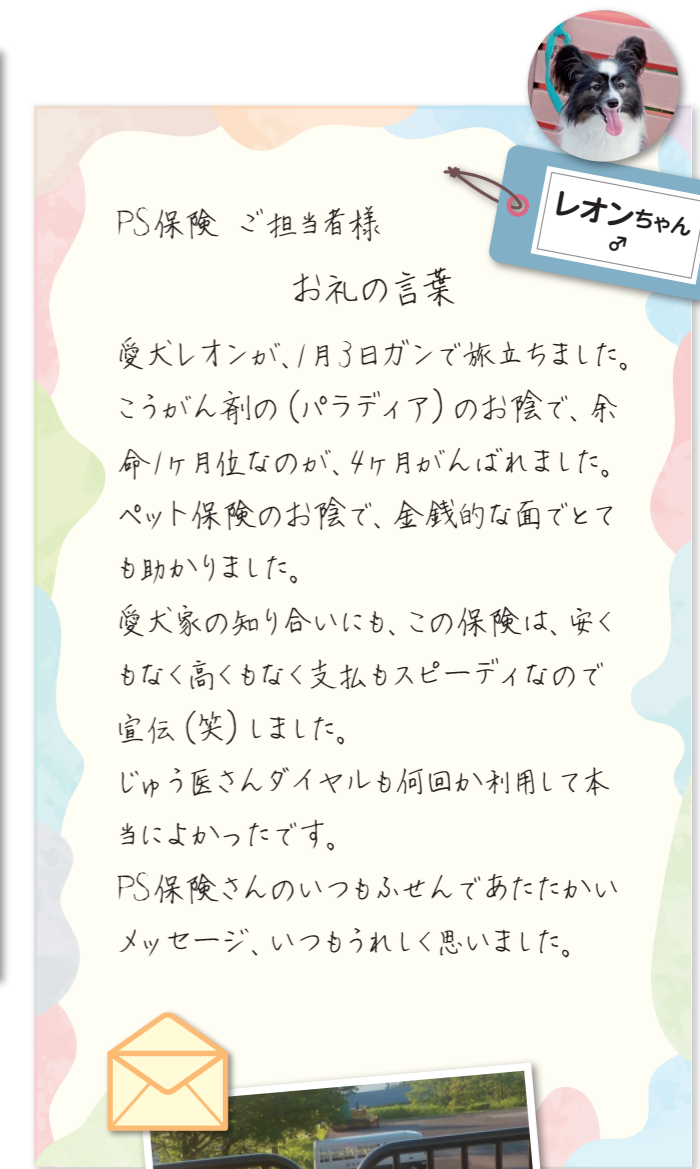 レオンちゃん
♂
PS保険 ご担当者様
お礼の言葉
愛犬レオンが、1月3日ガンで旅立ちました。
こうがん剤の(パラディア)のお陰で、余
命1ヶ月位なのが、4ヶ月がんばれました。
ペット保険のお陰で、金銭的な面でとて
も助かりました。
愛犬家の知り合いにも、この保険は、安く
もなく高くもなく支払もスピーディなので
宣伝(笑)しました。
じゅう医さんダイヤルも何回か利用して本
当によかったです。
PS保険さんのいつもふせんであたたかい
メッセージ、いつもうれしく思いました。